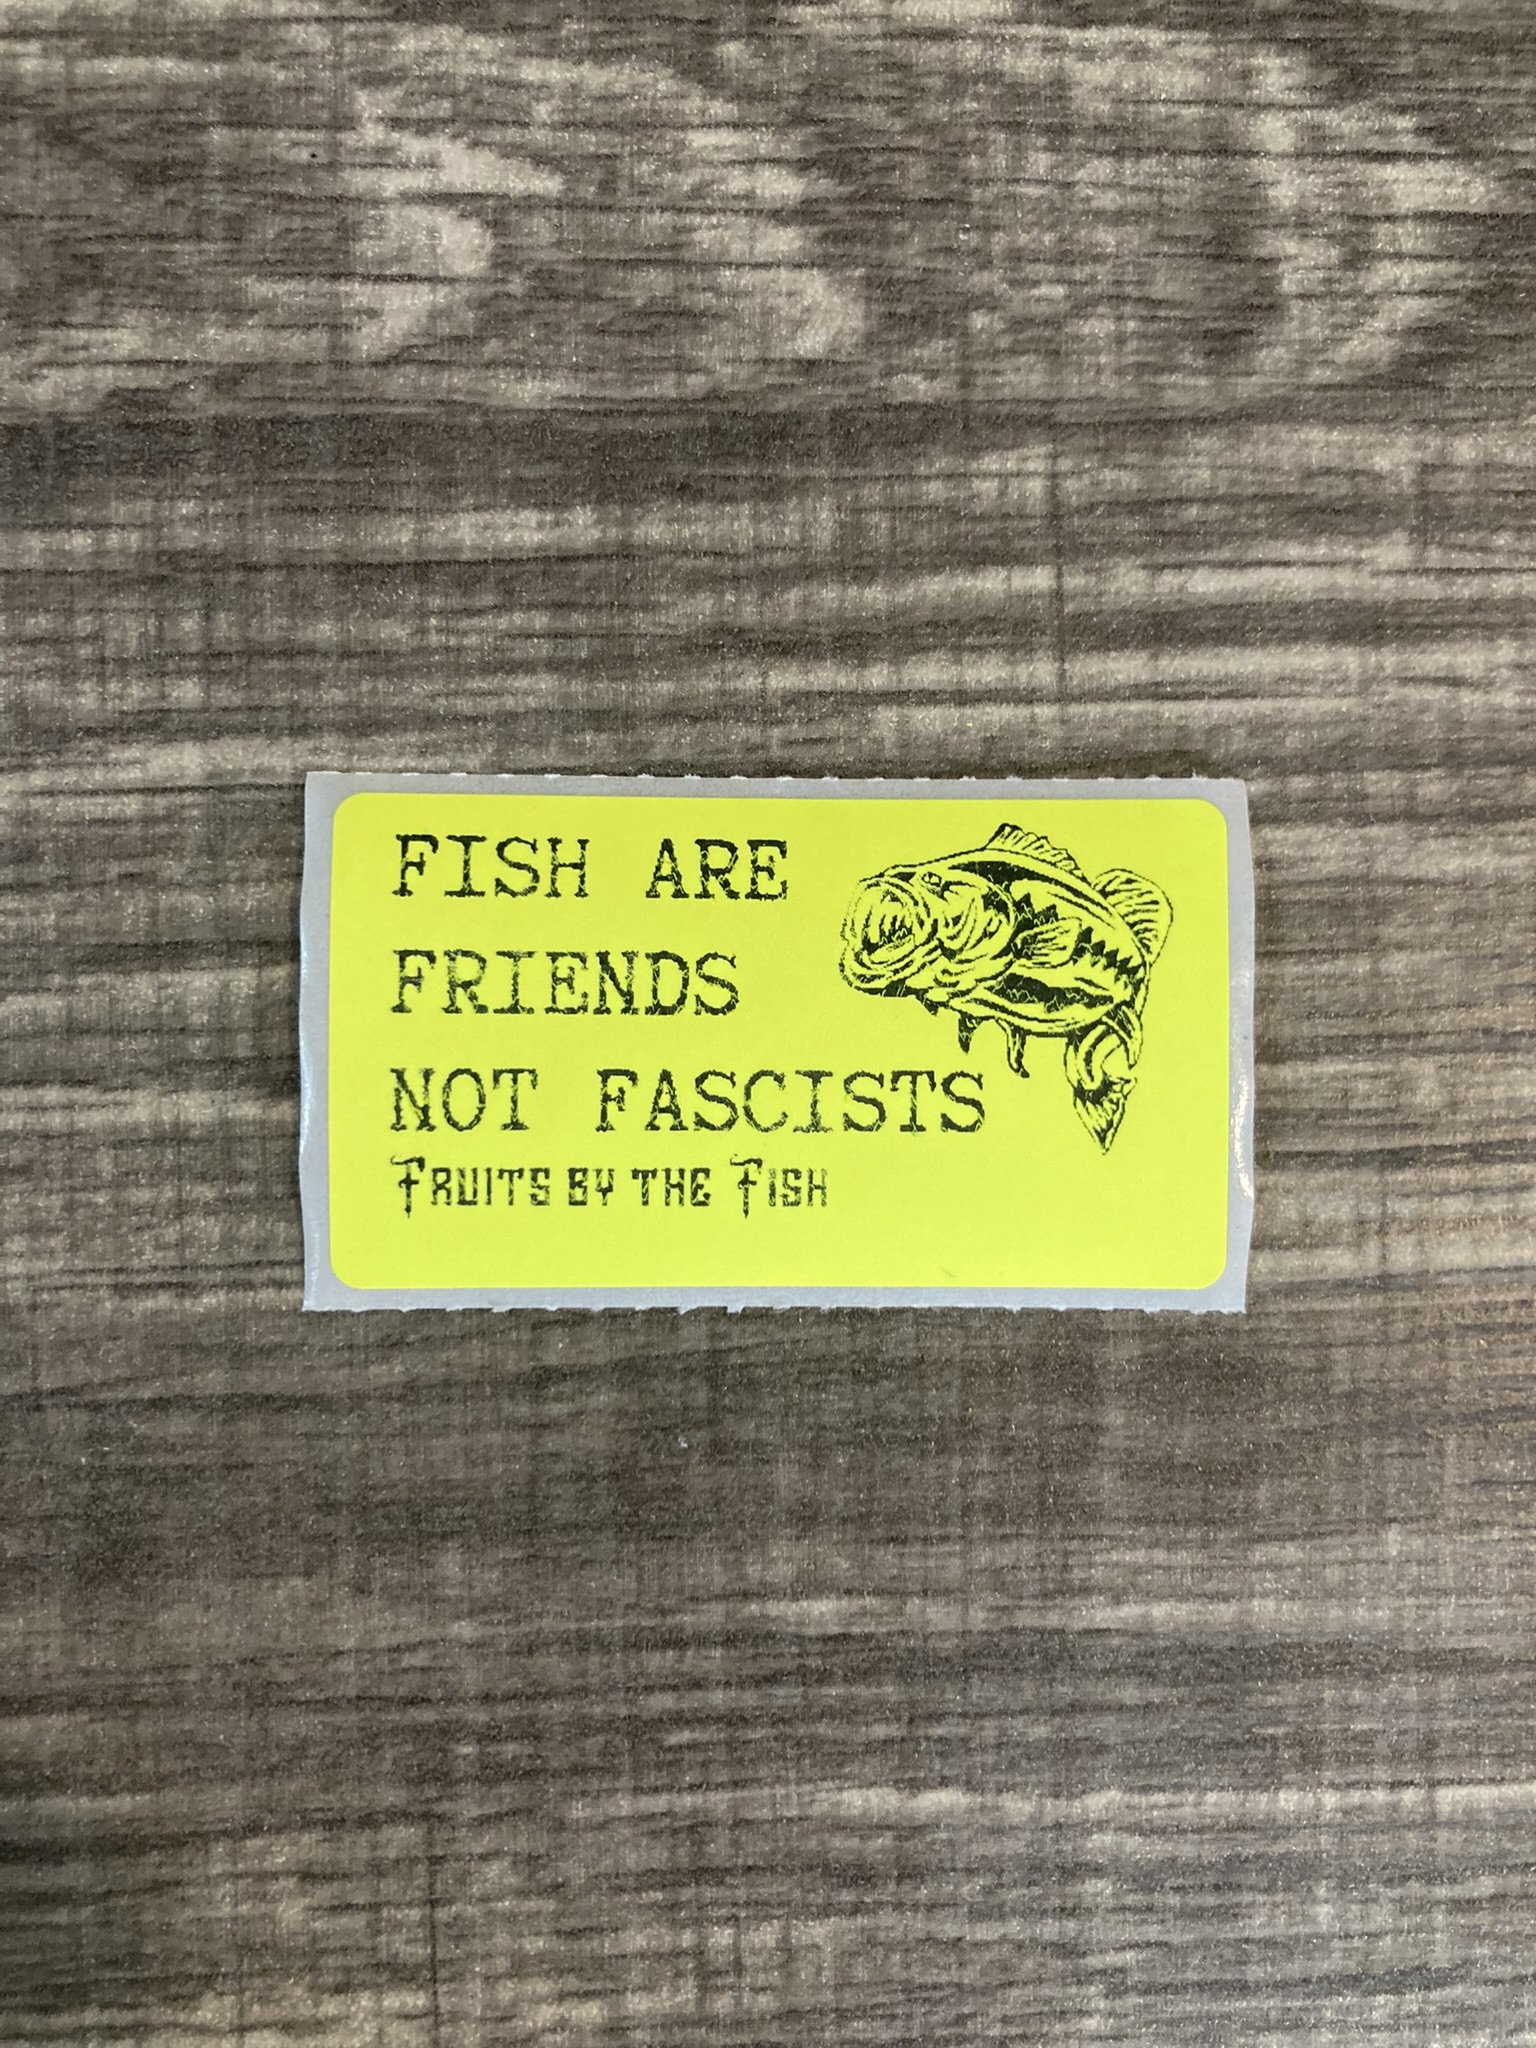 FISH ARE
FRIENDS
NOT FASCISTS
FRUITS BY THE FISH